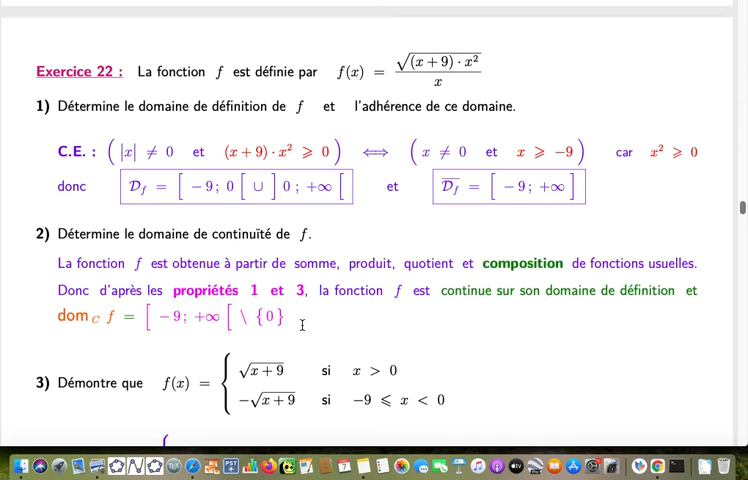 Exercice 22 : La fonction f est définie par f(x) = √((x + 9) · x²) / x
1) Détermine le domaine de définition de f et l'adhérence de ce domaine.
C.E. : ( |x| ≠ 0 et (x + 9) · x² ⩾ 0 ) ⟺ ( x ≠ 0 et x ⩾ −9 ) car x² ⩾ 0
donc D_f = [ − 9 ; 0 [ ∪ ] 0 ; +∞ [ et D̅_f̅ = [ − 9 ; +∞ ]
2) Détermine le domaine de continuïté de f.
La fonction f est obtenue à partir de somme, produit, quotient et composition de fonctions usuelles.
Donc d'après les propriétés 1 et 3, la fonction f est continue sur son domaine de définition et
dom_C f = [ − 9 ; +∞ [ \ {0}
3) Démontre que f(x) = { √(x + 9) si x > 0
−√(x + 9) si −9 ⩽ x < 0